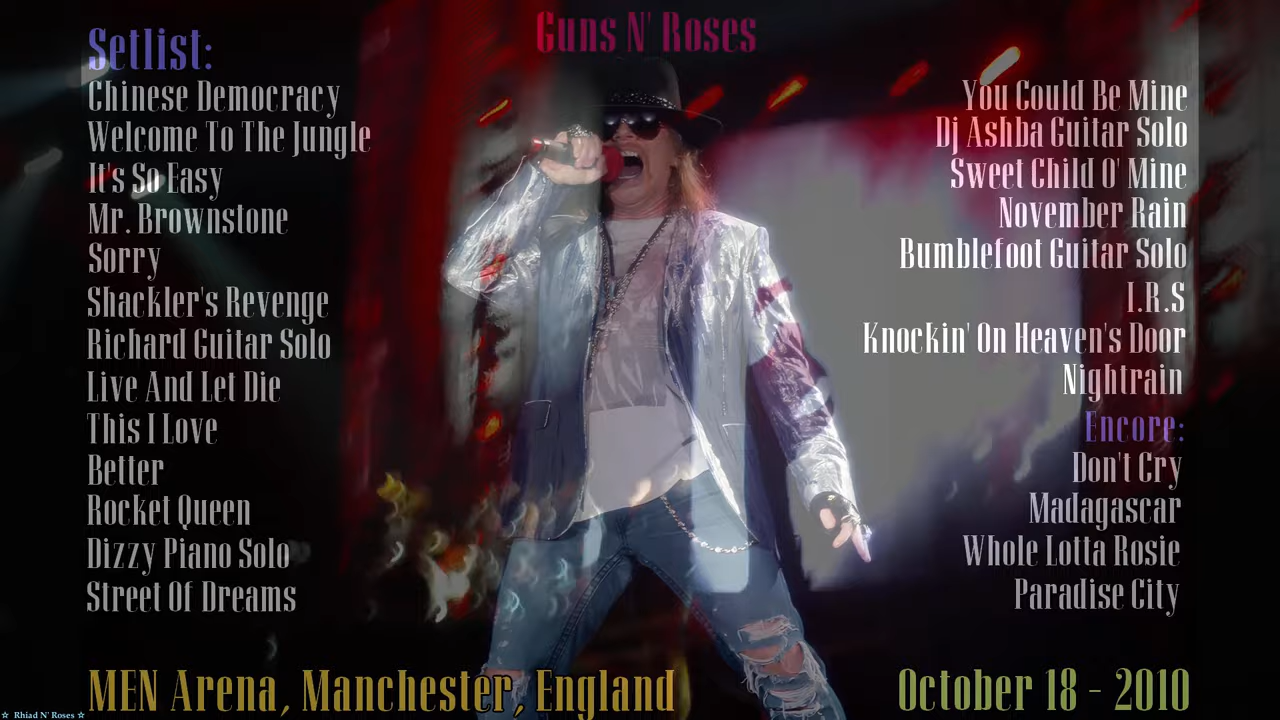 Guns N' Roses
Setlist:
Chinese Democracy
Welcome To The Jungle
It's So Easy
Mr. Brownstone
Sorry
Shackler's Revenge
Richard Guitar Solo
Live And Let Die
This I Love
Better
Rocket Queen
Dizzy Piano Solo
Street Of Dreams
You Could Be Mine
Dj Ashba Guitar Solo
Sweet Child O' Mine
November Rain
Bumblefoot Guitar Solo
I.R.S
Knockin' On Heaven's Door
Nightrain
Encore:
Don't Cry
Madagascar
Whole Lotta Rosie
Paradise City
MEN Arena, Manchester, England
October 18 - 2010
☆ Rhiad N' Roses ☆